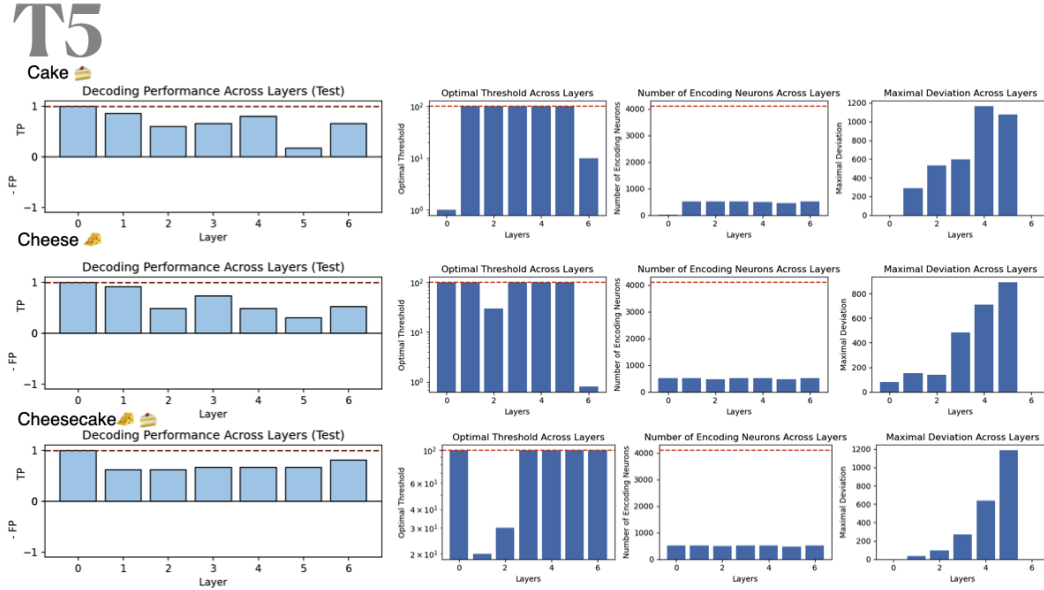 T5
Cake 🍰
Decoding Performance Across Layers (Test)
TP
- FP
1
0
−1
0 1 2 3 4 5 6
Layer
Optimal Threshold Across Layers
Optimal Threshold
10²
10¹
10⁰
0 2 4 6
Layers
Number of Encoding Neurons Across Layers
Number of Encoding Neurons
4000
3000
2000
1000
0
0 2 4 6
Layers
Maximal Deviation Across Layers
Maximal Deviation
1200
1000
800
600
400
200
0
0 2 4 6
Layers
Cheese 🧀
Decoding Performance Across Layers (Test)
TP
- FP
1
0
−1
0 1 2 3 4 5 6
Layer
Optimal Threshold Across Layers
Optimal Threshold
10²
10¹
10⁰
0 2 4 6
Layers
Number of Encoding Neurons Across Layers
Number of Encoding Neurons
4000
3000
2000
1000
0
0 2 4 6
Layers
Maximal Deviation Across Layers
Maximal Deviation
800
600
400
200
0
0 2 4 6
Layers
Cheesecake🧀 🍰
Decoding Performance Across Layers (Test)
TP
- FP
1
0
−1
0 1 2 3 4 5 6
Layer
Optimal Threshold Across Layers
Optimal Threshold
10²
6 × 10¹
4 × 10¹
3 × 10¹
2 × 10¹
0 2 4 6
Layers
Number of Encoding Neurons Across Layers
Number of Encoding Neurons
4000
3000
2000
1000
0
0 2 4 6
Layers
Maximal Deviation Across Layers
Maximal Deviation
1200
1000
800
600
400
200
0
0 2 4 6
Layers